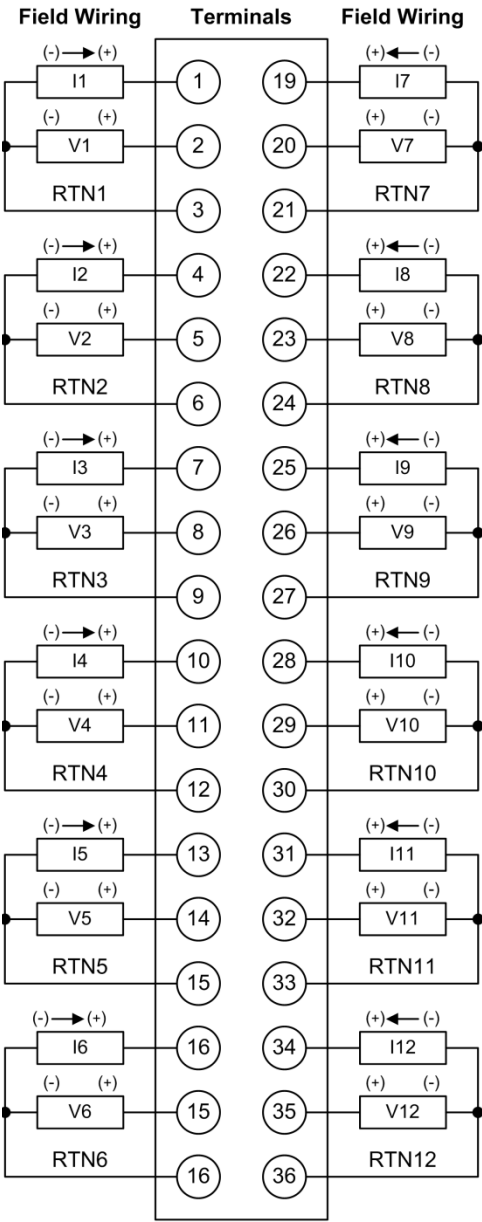 Field Wiring Terminals Field Wiring
(-) (+) (+) (-)
I1 1 19 I7
(-) (+) (+) (-)
V1 2 20 V7
RTN1 3 21 RTN7
(-) (+) (+) (-)
I2 4 22 I8
(-) (+) (+) (-)
V2 5 23 V8
RTN2 6 24 RTN8
(-) (+) (+) (-)
I3 7 25 I9
(-) (+) (+) (-)
V3 8 26 V9
RTN3 9 27 RTN9
(-) (+) (+) (-)
I4 10 28 I10
(-) (+) (+) (-)
V4 11 29 V10
RTN4 12 30 RTN10
(-) (+) (+) (-)
I5 13 31 I11
(-) (+) (+) (-)
V5 14 32 V11
RTN5 15 33 RTN11
(-) (+) (+) (-)
I6 16 34 I12
(-) (+) (+) (-)
V6 15 35 V12
RTN6 16 36 RTN12